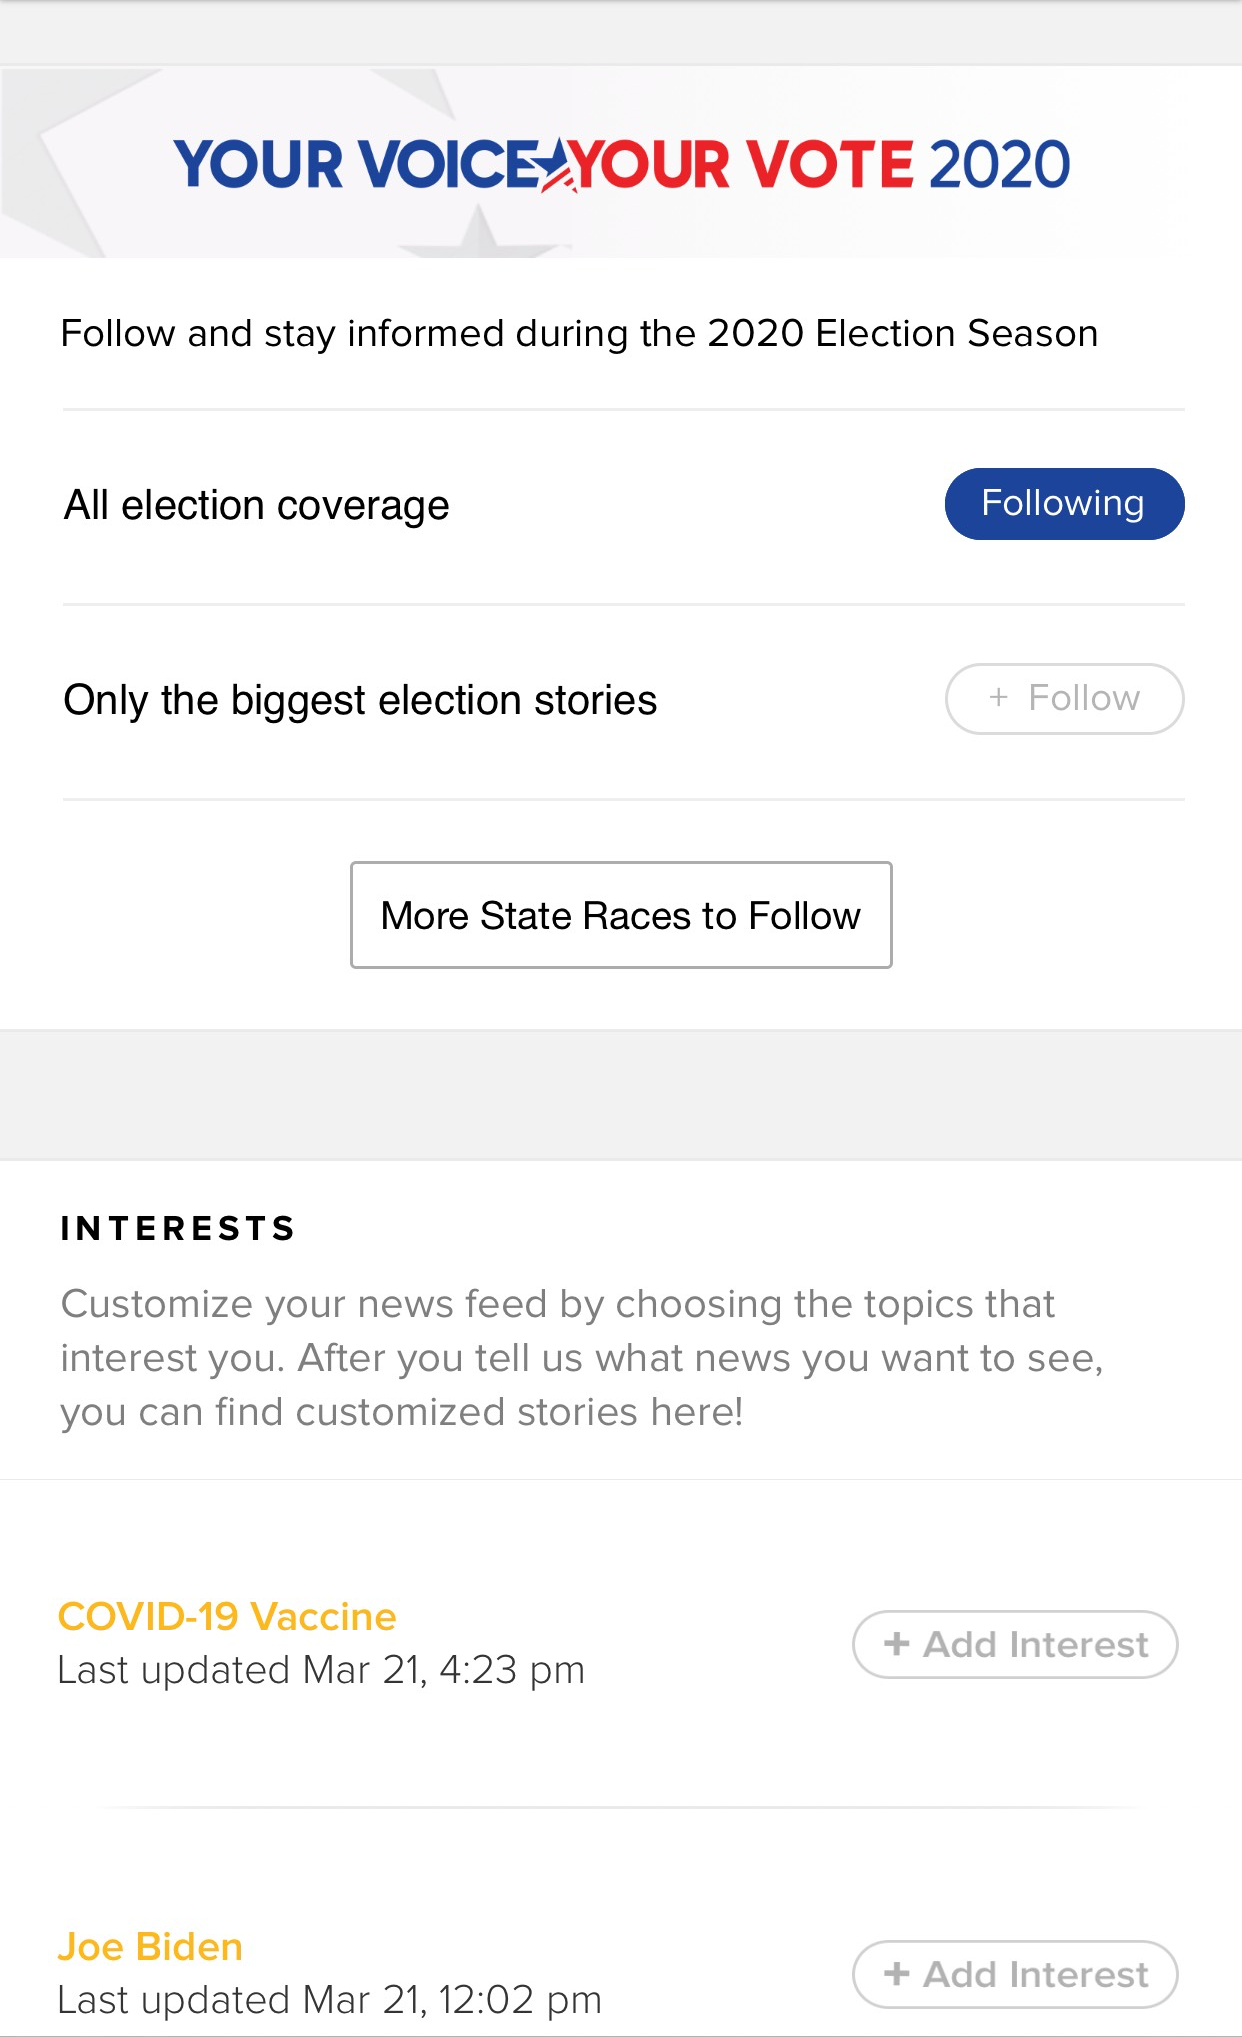 YOUR VOICE YOUR VOTE 2020
Follow and stay informed during the 2020 Election Season
All election coverage
Following
Only the biggest election stories
+ Follow
More State Races to Follow
INTERESTS
Customize your news feed by choosing the topics that
interest you. After you tell us what news you want to see,
you can find customized stories here!
COVID-19 Vaccine
Last updated Mar 21, 4:23 pm
+ Add Interest
Joe Biden
Last updated Mar 21, 12:02 pm
+ Add Interest